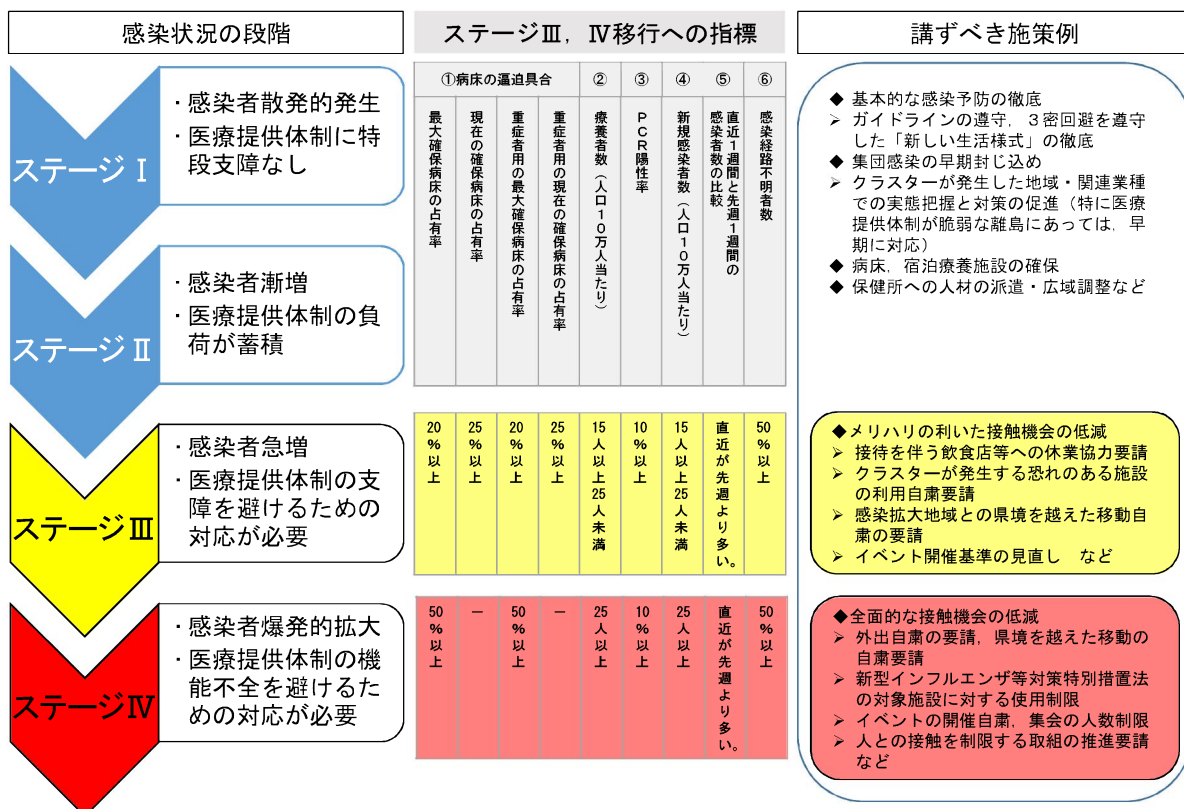 感染状況の段階
ステージⅢ，Ⅳ移行への指標
講ずべき施策例
ステージⅠ
・感染者散発的発生
・医療提供体制に特
段支障なし
ステージⅡ
・感染者漸増
・医療提供体制の負
荷が蓄積
ステージⅢ
・感染者急増
・医療提供体制の支
障を避けるための
対応が必要
ステージⅣ
・感染者爆発的拡大
・医療提供体制の機
能不全を避けるた
めの対応が必要
①病床の逼迫具合
②
③
④
⑤
⑥
最大確保病床の占有率
現在の確保病床の占有率
重症者用の最大確保病床の占有率
重症者用の現在の確保病床の占有率
療養者数（人口１０万人当たり）
ＰＣＲ陽性率
新規感染者数（人口１０万人当たり）
直近１週間と先週１週間の
感染者数の比較
感染経路不明者数
20％以上
25％以上
20％以上
25％以上
15人以上25人未満
10％以上
15人以上25人未満
直近が先週より多い。
50％以上
50％以上
－
50％以上
－
25人以上
10％以上
25人以上
直近が先週より多い。
50％以上
◆ 基本的な感染予防の徹底
➢ ガイドラインの遵守，３密回避を遵守
した「新しい生活様式」の徹底
◆ 集団感染の早期封じ込め
➢ クラスターが発生した地域・関連業種
での実態把握と対策の促進（特に医療
提供体制が脆弱な離島にあっては，早
期に対応）
◆ 病床，宿泊療養施設の確保
◆ 保健所への人材の派遣・広域調整など
◆メリハリの利いた接触機会の低減
➢ 接待を伴う飲食店等への休業協力要請
➢ クラスターが発生する恐れのある施設
の利用自粛要請
➢ 感染拡大地域との県境を越えた移動自
粛の要請
➢ イベント開催基準の見直し　など
◆全面的な接触機会の低減
➢ 外出自粛の要請，県境を越えた移動の
自粛要請
➢ 新型インフルエンザ等対策特別措置法
の対象施設に対する使用制限
➢ イベントの開催自粛，集会の人数制限
➢ 人との接触を制限する取組の推進要請
など